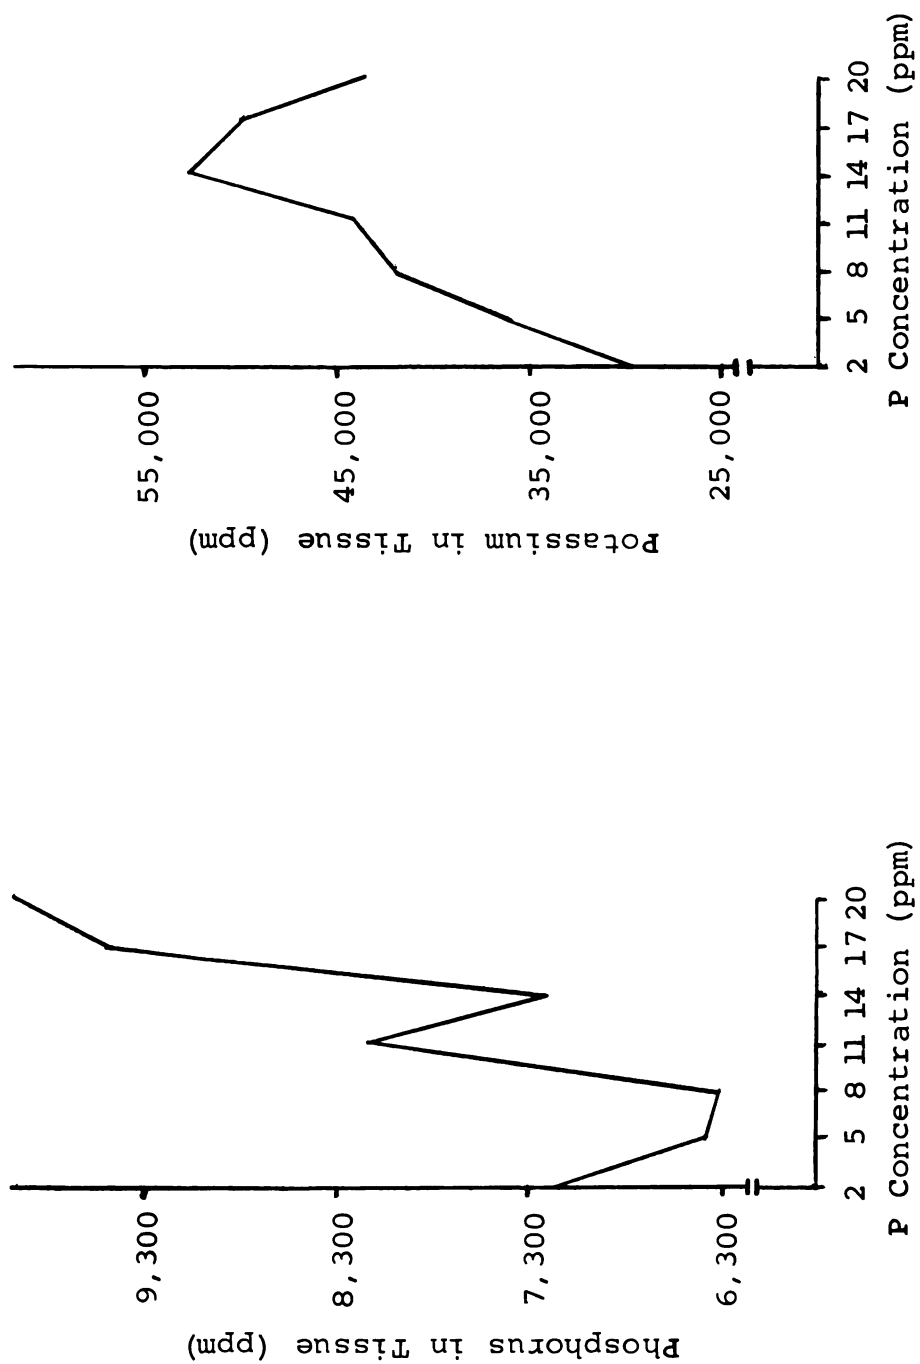 Phosphorus in Tissue (ppm)
9,300
8,300
7,300
6,300
2 5 8 11 14 17 20
P Concentration (ppm)
Potassium in Tissue (ppm)
55,000
45,000
35,000
25,000
2 5 8 11 14 17 20
P Concentration (ppm)